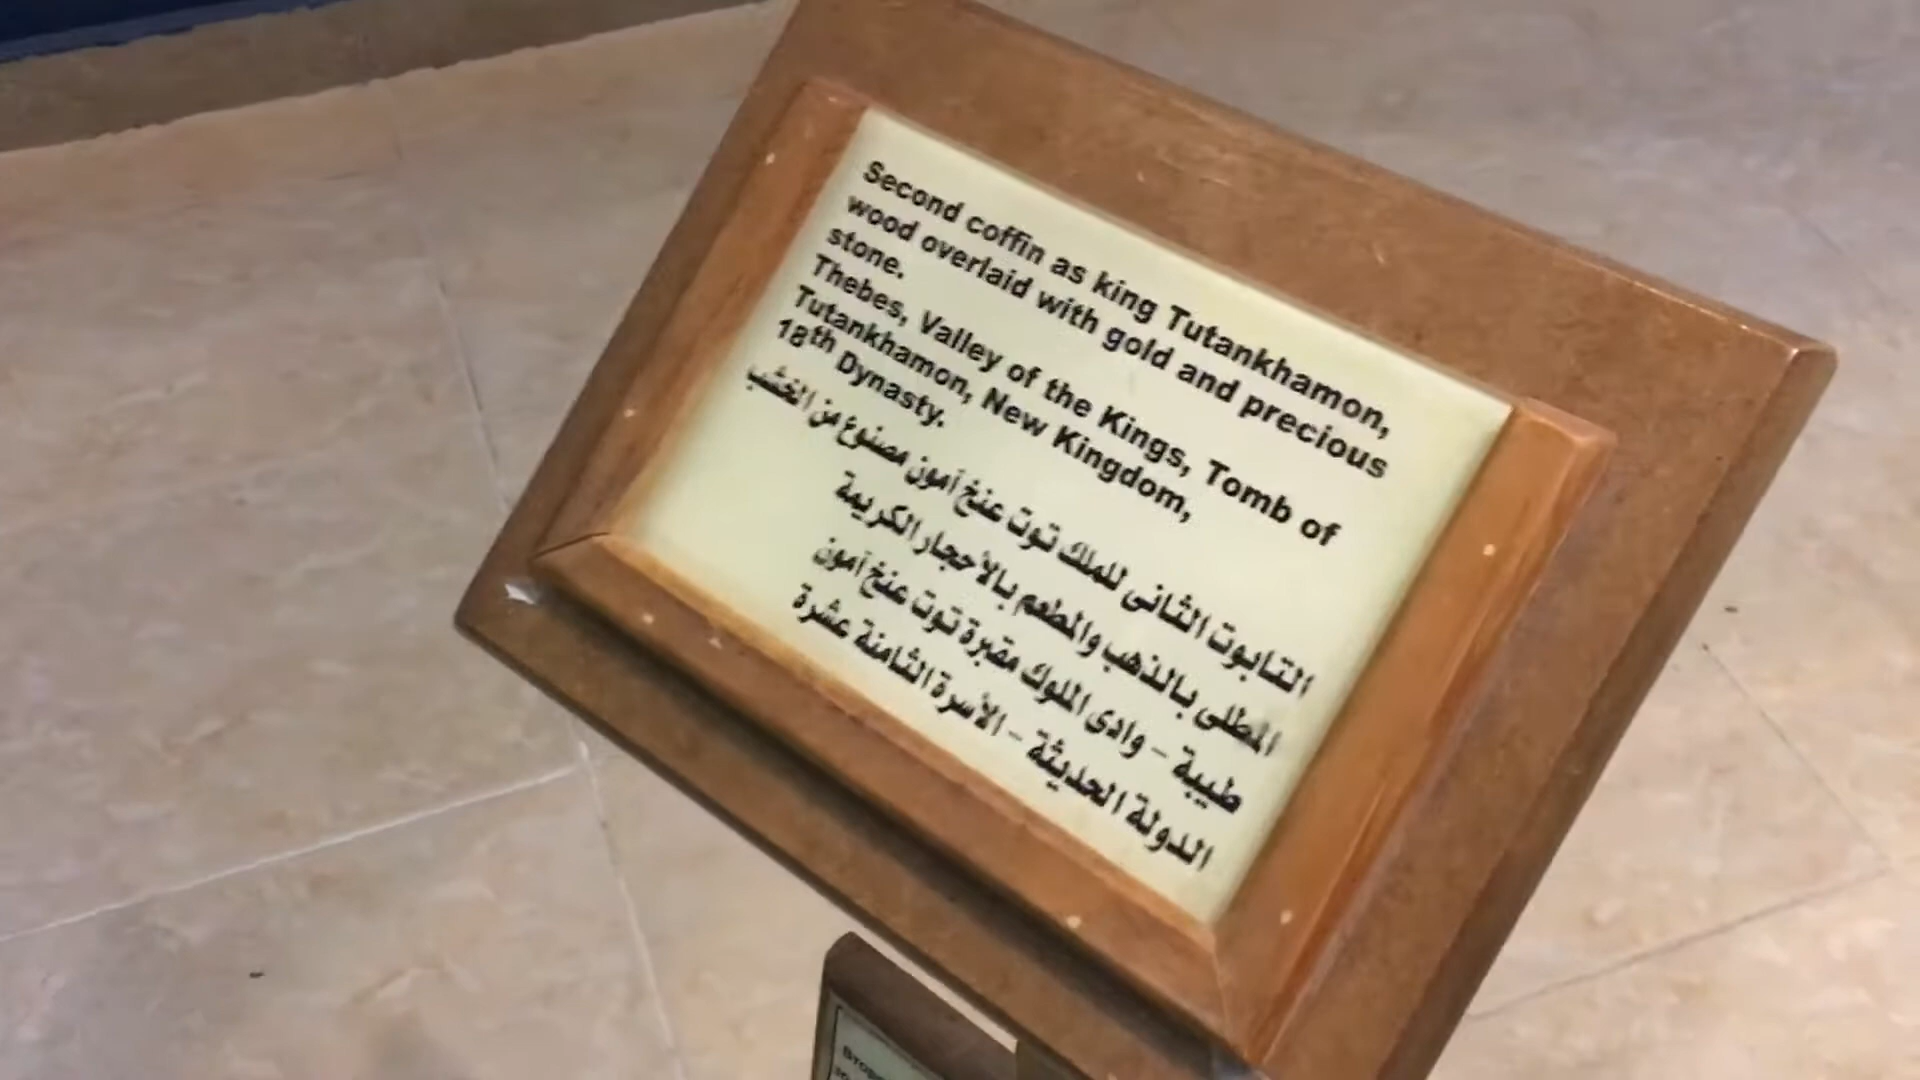 Second coffin as king Tutankhamon,
wood overlaid with gold and precious
stone.
Thebes, Valley of the Kings, Tomb of
Tutankhamon, New Kingdom,
18th Dynasty.
التابوت الثانى للملك توت عنخ آمون مصنوع من الخشب
المطلى بالذهب والمطعم بالأحجار الكريمة
طيبة – وادى الملوك مقبرة توت عنخ آمون
الدولة الحديثة – الأسرة الثامنة عشرة